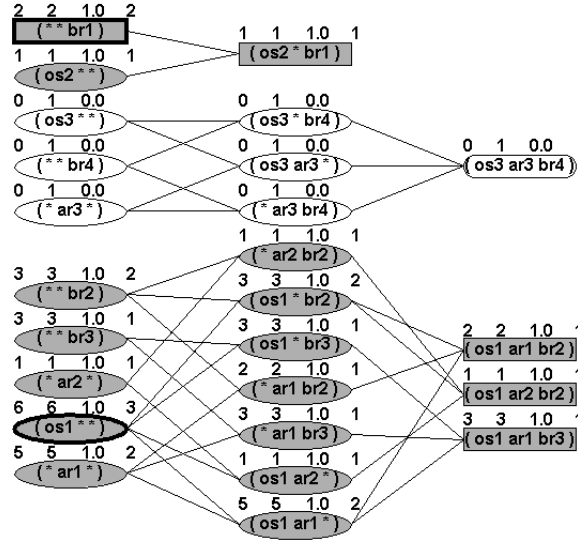 2 2 1.0 2
( * * br1 )
1 1 1.0 1
( os2 * * )
0 1 0.0
( os3 * * )
0 1 0.0
( * * br4 )
0 1 0.0
( * ar3 * )
3 3 1.0 2
( * * br2 )
3 3 1.0 1
( * * br3 )
1 1 1.0 1
( * ar2 * )
6 6 1.0 3
( os1 * * )
5 5 1.0 2
( * ar1 * )
1 1 1.0 1
( os2 * br1 )
0 1 0.0
( os3 * br4 )
0 1 0.0
( os3 ar3 * )
0 1 0.0
( * ar3 br4 )
1 1 1.0 1
( * ar2 br2 )
3 3 1.0 2
( os1 * br2 )
3 3 1.0 1
( os1 * br3 )
2 2 1.0 1
( * ar1 br2 )
3 3 1.0 1
( * ar1 br3 )
1 1 1.0 1
( os1 ar2 * )
5 5 1.0 2
( os1 ar1 * )
0 1 0.0
( os3 ar3 br4 )
2 2 1.0 1
( os1 ar1 br2 )
1 1 1.0 1
( os1 ar2 br2 )
3 3 1.0 1
( os1 ar1 br3 )